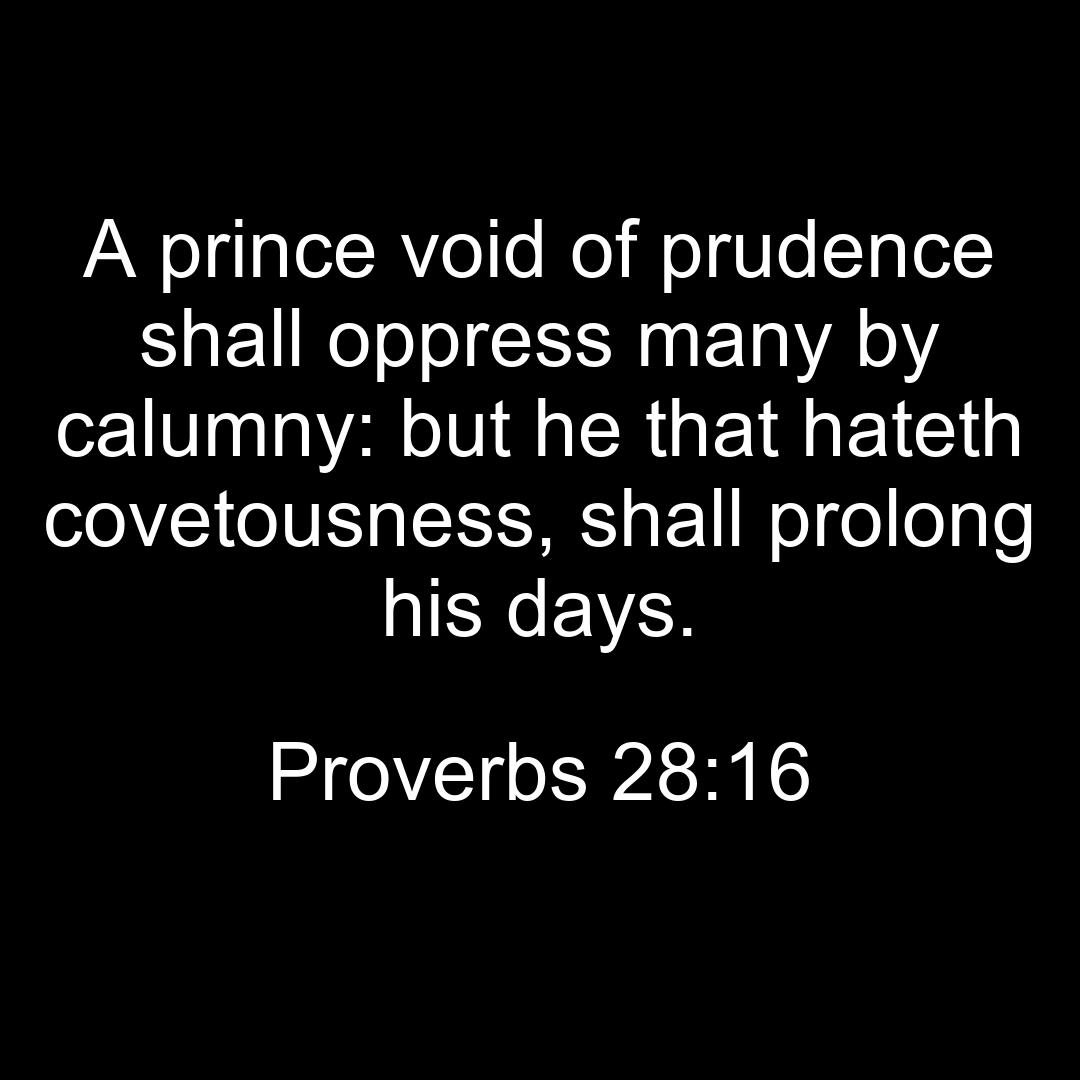 A prince void of prudence
shall oppress many by
calumny: but he that hateth
covetousness, shall prolong
his days.
Proverbs 28:16